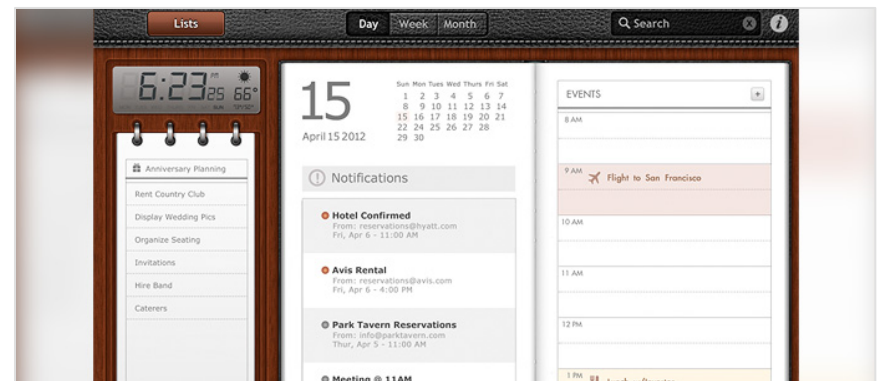 Lists
Day Week Month
Search
6:23 25 66°
Anniversary Planning
Rent Country Club
Display Wedding Pics
Organize Seating
Invitations
Hire Band
Caterers
15
April 15 2012
Sun Mon Tues Wed Thurs Fri Sat
1 2 3 4 5 6 7
8 9 10 11 12 13 14
15 16 17 18 19 20 21
22 23 24 25 26 27 28
29 30
Notifications
Hotel Confirmed
From: reservations@hyatt.com
Fri, Apr 6 - 11:00 AM
Avis Rental
From: reservations@avis.com
Fri, Apr 6 - 4:00 PM
Park Tavern Reservations
From: info@parktavern.com
Thur, Apr 5 - 11:00 AM
Meeting @ 11AM
EVENTS
8 AM
9 AM Flight to San Francisco
10 AM
11 AM
12 PM
1 PM